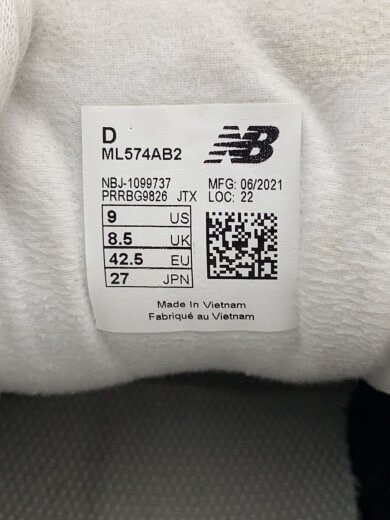 D
ML574AB2
NB
NBJ-1099737 MFG: 06/2021
PRRBG9826 JTX LOC: 22
9 US
8.5 UK
42.5 EU
27 JPN
Made In Vietnam
Fabriqué au Vietnam